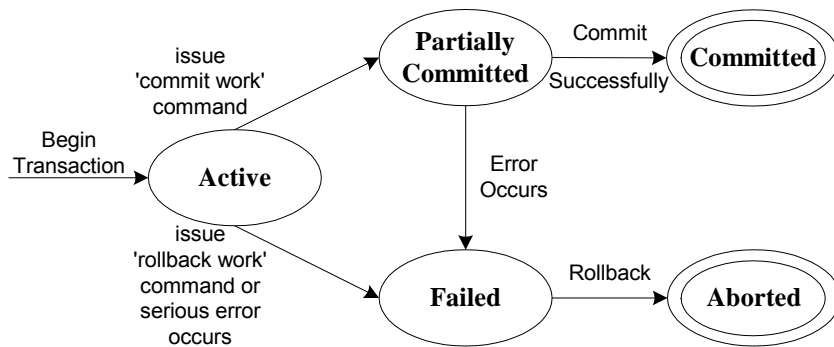 Begin
Transaction
Active
issue
'commit work'
command
Partially
Committed
Commit
Successfully
Committed
Error
Occurs
issue
'rollback work'
command or
serious error
occurs
Failed
Rollback
Aborted